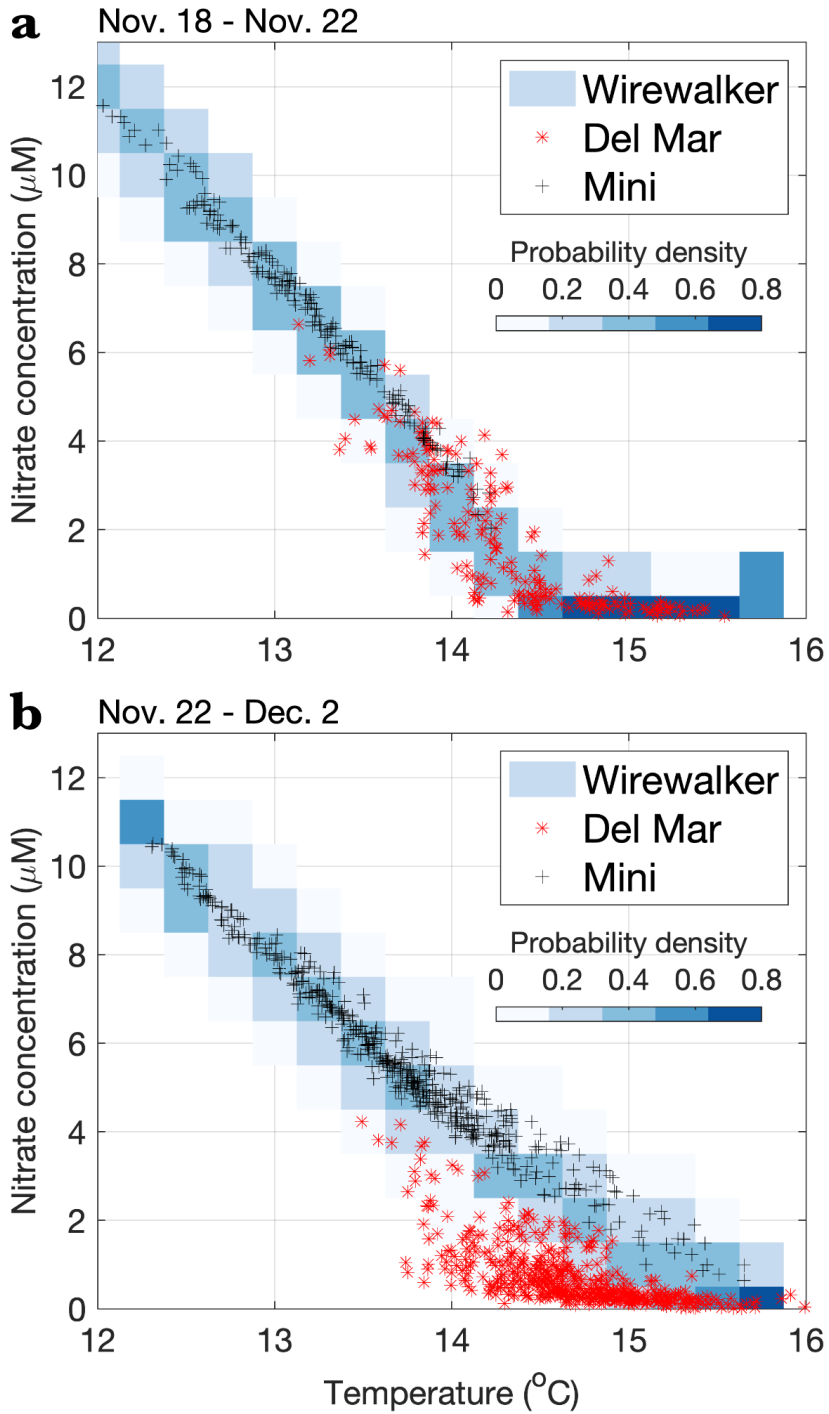 a Nov. 18 - Nov. 22
Nitrate concentration (μM)
12
10
8
6
4
2
0
Wirewalker
Del Mar
Mini
Probability density
0 0.2 0.4 0.6 0.8
12 13 14 15 16
b Nov. 22 - Dec. 2
Nitrate concentration (μM)
12
10
8
6
4
2
0
Wirewalker
Del Mar
Mini
Probability density
0 0.2 0.4 0.6 0.8
12 13 14 15 16
Temperature (°C)